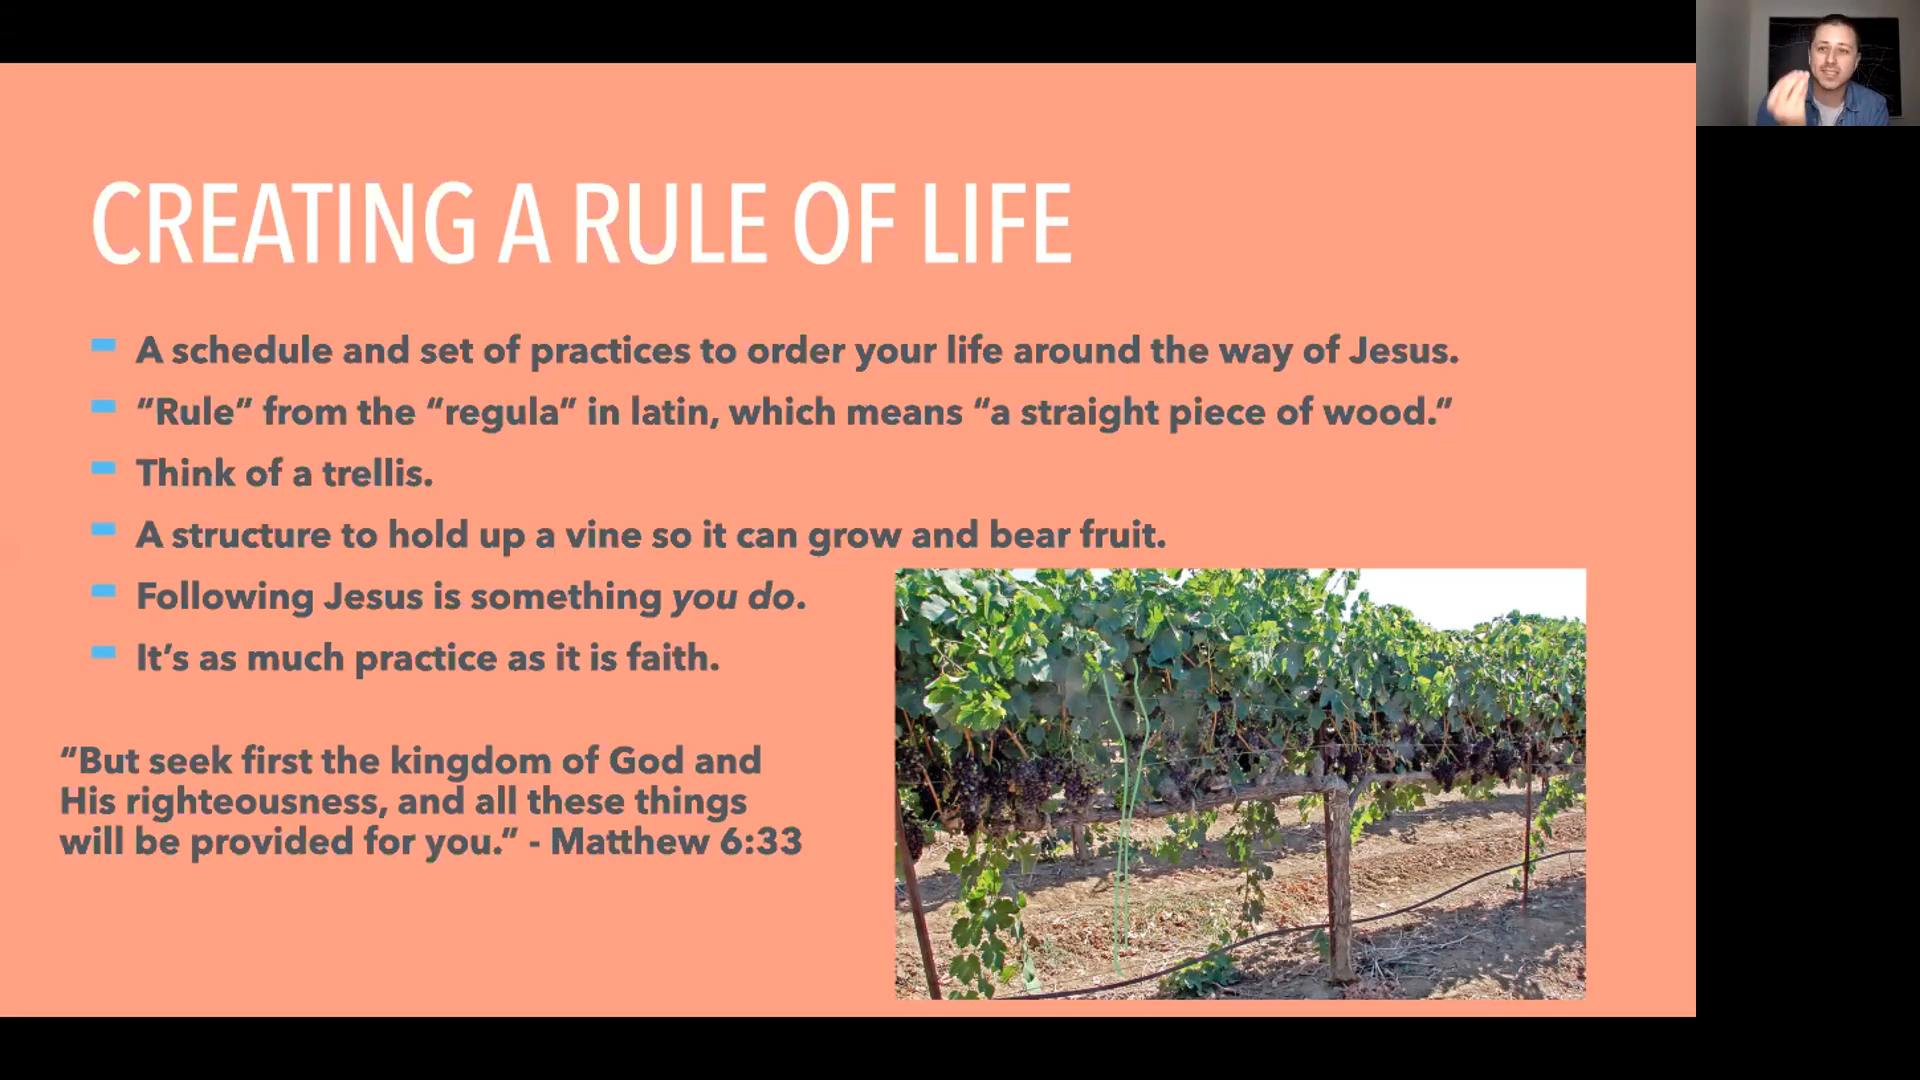 CREATING A RULE OF LIFE
A schedule and set of practices to order your life around the way of Jesus.
“Rule” from the “regula” in latin, which means “a straight piece of wood.”
Think of a trellis.
A structure to hold up a vine so it can grow and bear fruit.
Following Jesus is something you do.
It’s as much practice as it is faith.
“But seek first the kingdom of God and
His righteousness, and all these things
will be provided for you.” - Matthew 6:33